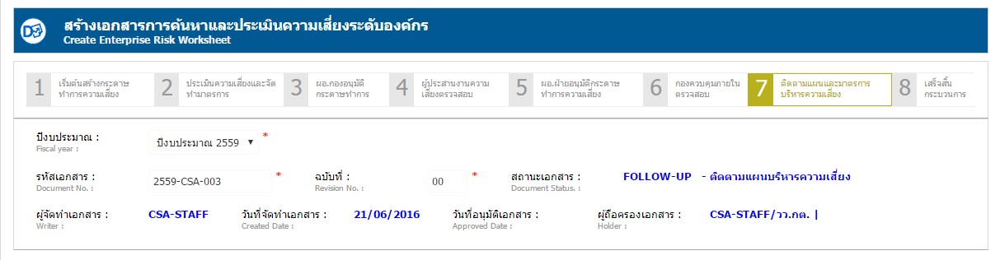 สร้างเอกสารการค้นหาและประเมินความเสี่ยงระดับองค์กร
Create Enterprise Risk Worksheet
1 เริ่มต้นสร้างกระดาษ
ทำการความเสี่ยง
2 ประเมินความเสี่ยงและจัด
ทำมาตรการ
3 ผอ.กองอนุมัติ
กระดาษทำการ
4 ผู้ประสานงานความ
เสี่ยงตรวจสอบ
5 ผอ.ฝ่ายอนุมัติกระดาษ
ทำการความเสี่ยง
6 กองควบคุมภายใน
ตรวจสอบ
7 ติดตามแผนและมาตรการ
บริหารความเสี่ยง
8 เสร็จสิ้น
กระบวนการ
ปีงบประมาณ : ปีงบประมาณ 2559 ▼ *
Fiscal year :
รหัสเอกสาร : 2559-CSA-003 * ฉบับที่ : 00 * สถานะเอกสาร : FOLLOW-UP - ติดตามแผนบริหารความเสี่ยง
Document No. : Revision No. : Document Status. :
ผู้จัดทำเอกสาร : CSA-STAFF วันที่จัดทำเอกสาร : 21/06/2016 วันที่อนุมัติเอกสาร : ผู้ถือครองเอกสาร : CSA-STAFF/วว.กต. |
Writer : Created Date : Approved Date : Holder :